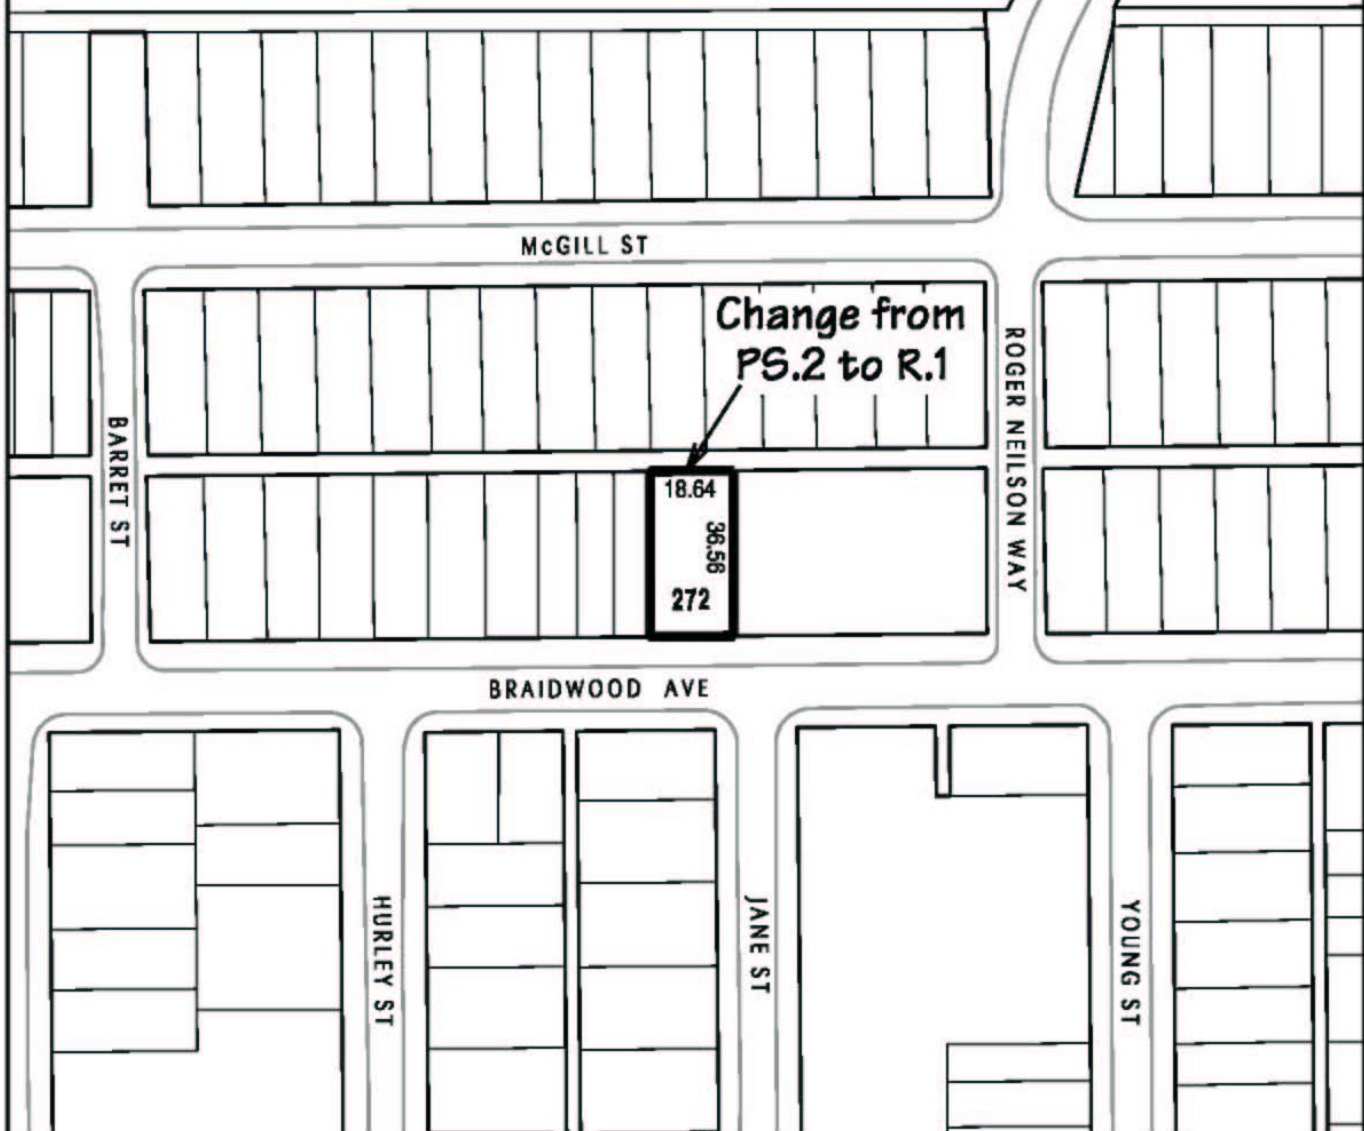 McGILL ST
Change from
PS.2 to R.1
ROGER NEILSON WAY
BARRET ST
18.64
36.56
272
BRAIDWOOD AVE
HURLEY ST
JANE ST
YOUNG ST